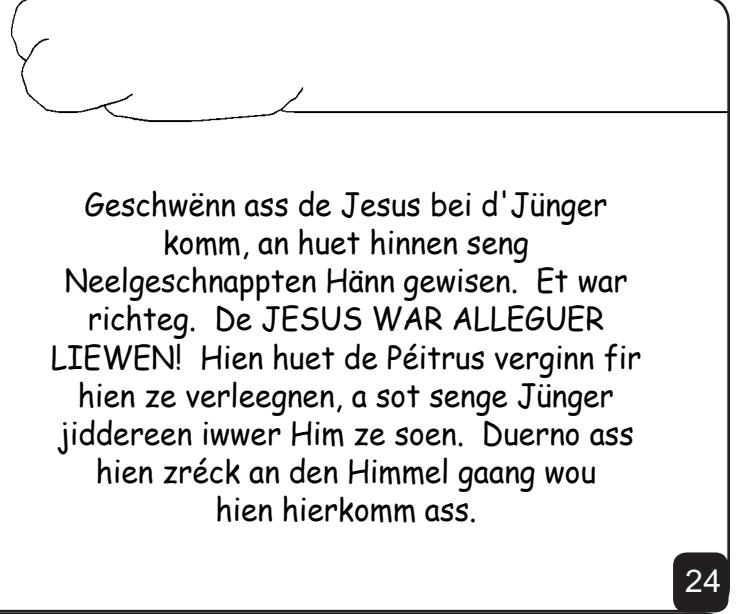 Geschwënn ass de Jesus bei d'Jünger
komm, an huet hinnen seng
Neelgeschnappten Hänn gewisen.  Et war
richteg.  De JESUS WAR ALLEGUER
LIEWEN!  Hien huet de Péitrus verginn fir
hien ze verleegnen, a sot senge Jünger
jiddereen iwwer Him ze soen.  Duerno ass
hien zréck an den Himmel gaang wou
hien hierkomm ass.
24